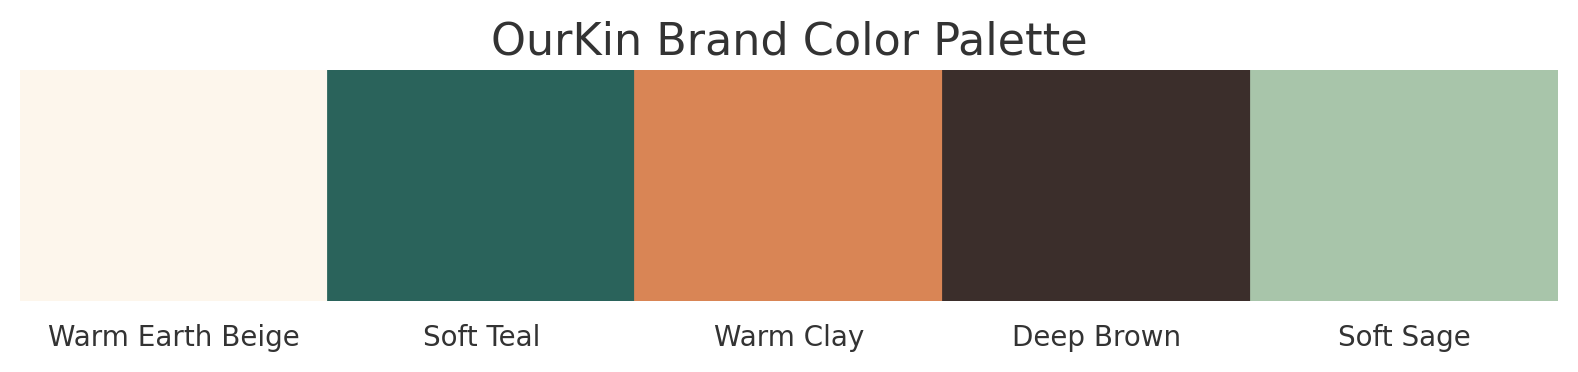 OurKin Brand Color Palette
Warm Earth Beige
Soft Teal
Warm Clay
Deep Brown
Soft Sage